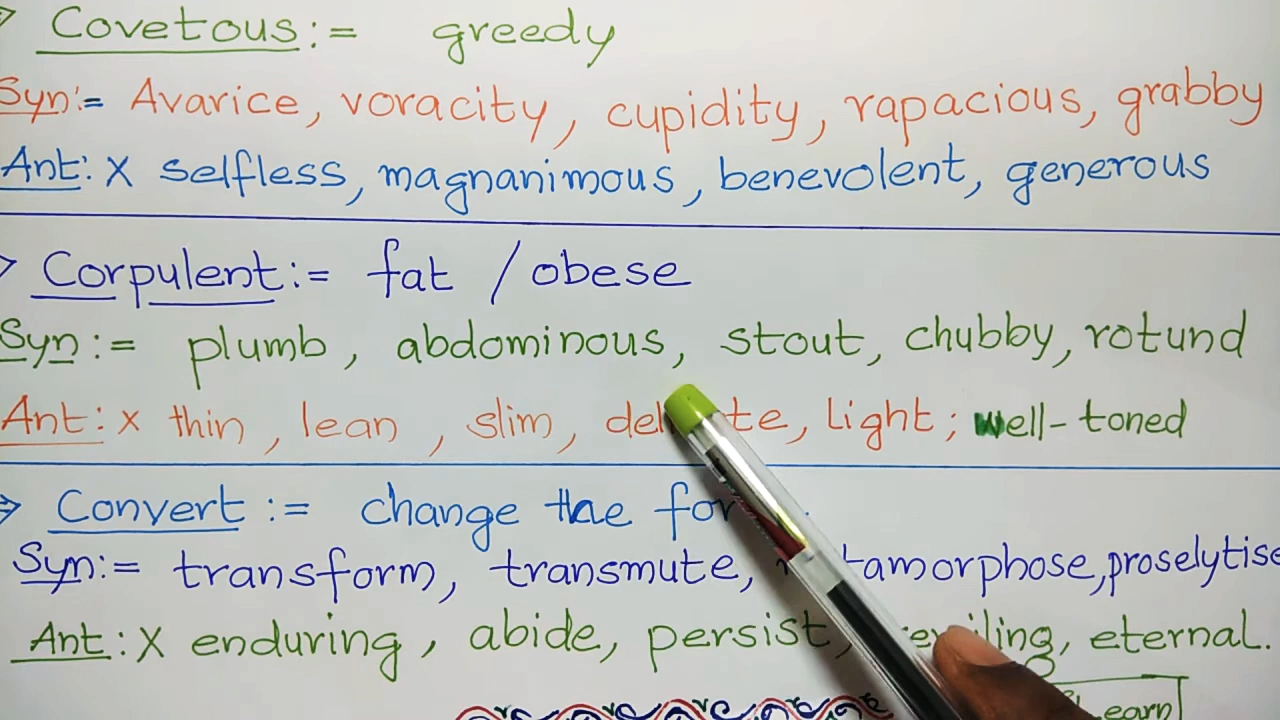 Covetous := greedy
Syn:= Avarice, voracity, cupidity, rapacious, grabby
Ant: X selfless, magnanimous, benevolent, generous
Corpulent := fat / obese
Syn := plumb, abdominous, stout, chubby, rotund
Ant: X thin, lean, slim, light; well-toned
Convert := change the
Syn:= transform, transmute, proselytise
Ant: X enduring, abide, persist, eternal.